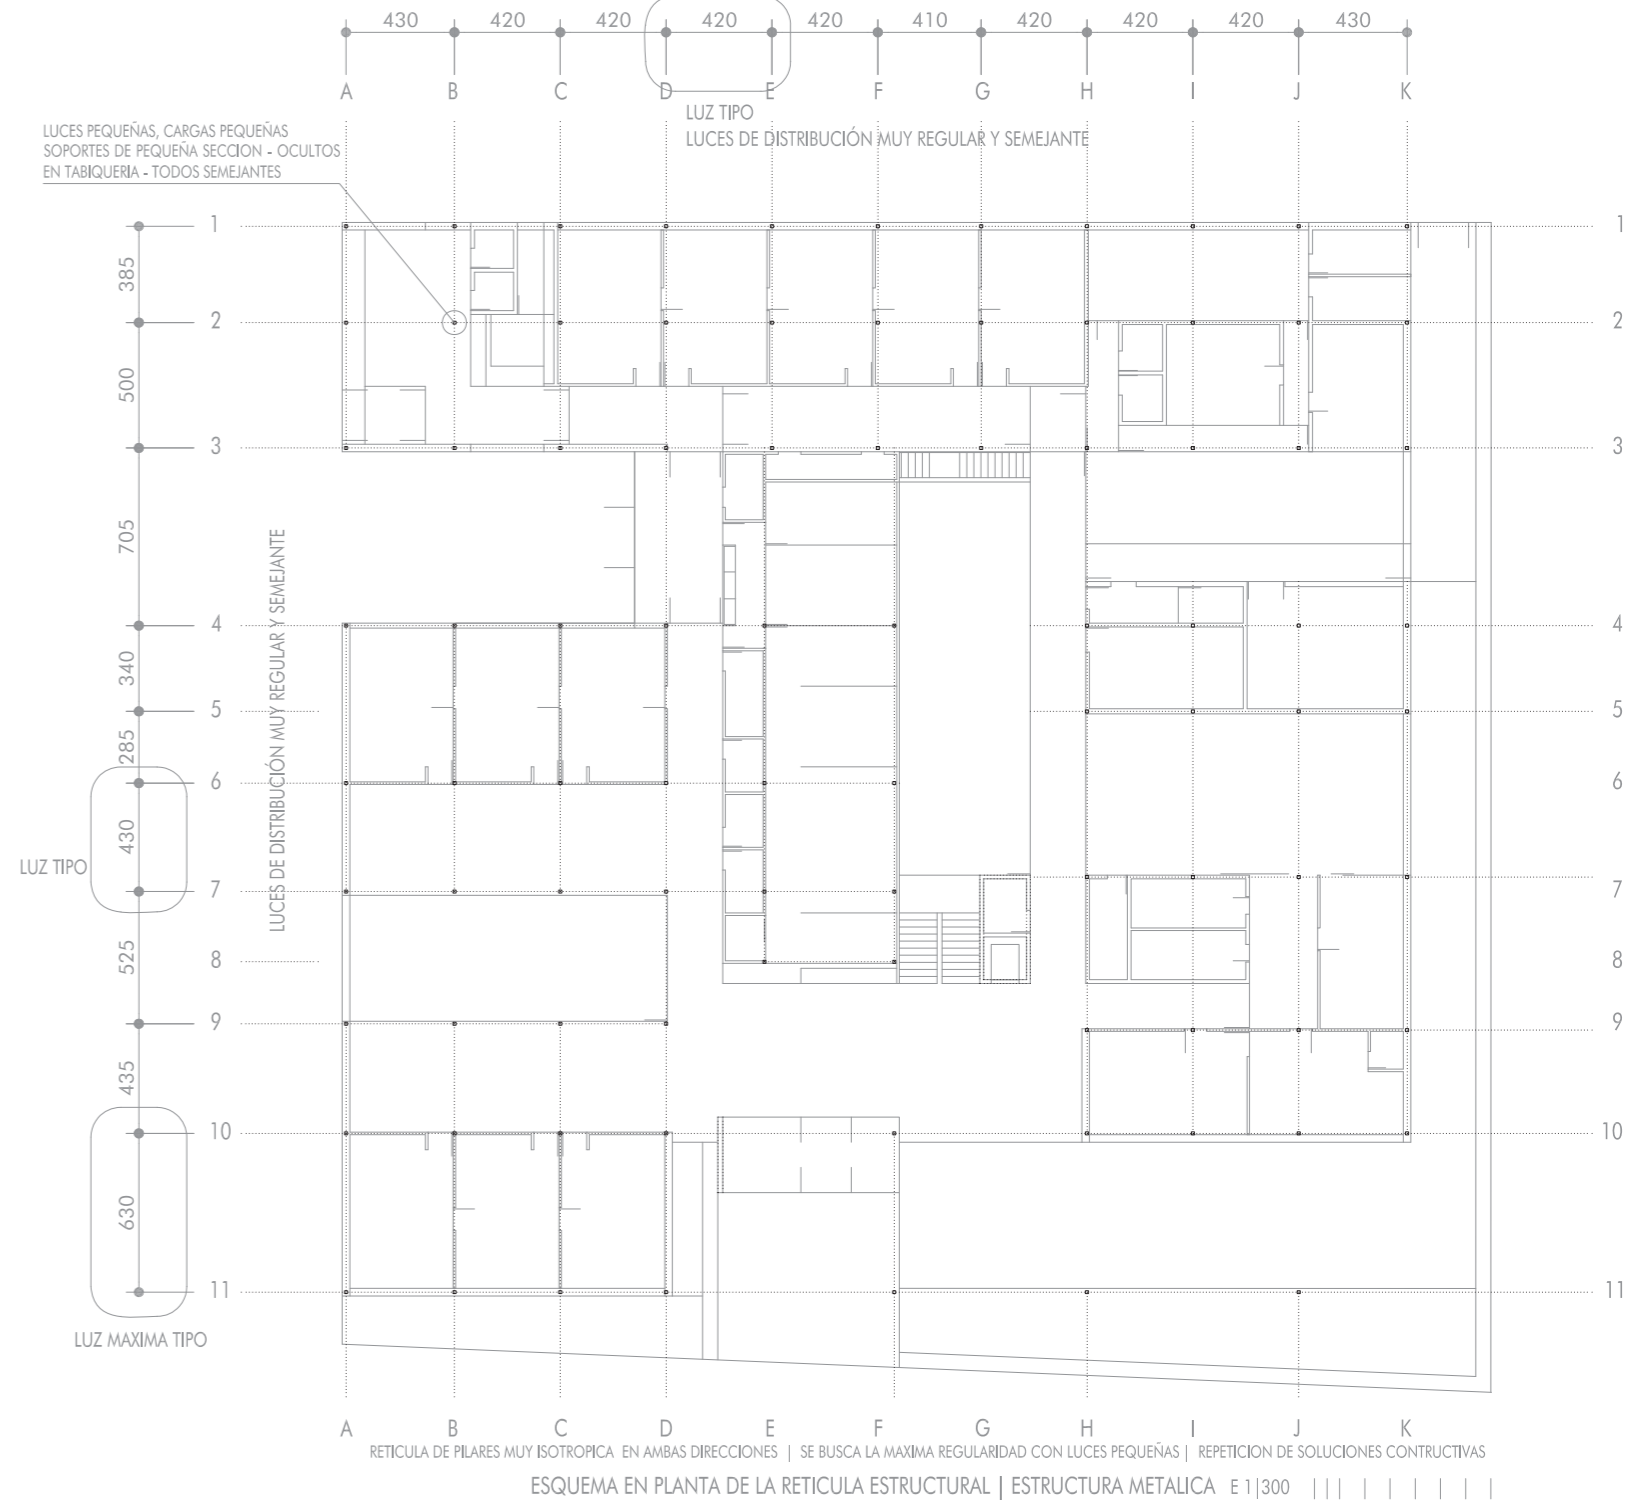 430 420 420 420 420 410 420 420 420 430
A B C D E F G H I J K
LUZ TIPO
LUCES DE DISTRIBUCIÓN MUY REGULAR Y SEMEJANTE
LUCES PEQUEÑAS, CARGAS PEQUEÑAS
SOPORTES DE PEQUEÑA SECCION - OCULTOS
EN TABIQUERIA - TODOS SEMEJANTES
1 1
385
2 2
500
3 3
705
LUCES DE DISTRIBUCIÓN MUY REGULAR Y SEMEJANTE
4 4
340
5 5
285
6 6
430
LUZ TIPO
7 7
525
8 8
9 9
435
10 10
630
11 11
LUZ MAXIMA TIPO
A B C D E F G H I J K
RETICULA DE PILARES MUY ISOTROPICA EN AMBAS DIRECCIONES | SE BUSCA LA MAXIMA REGULARIDAD CON LUCES PEQUEÑAS | REPETICION DE SOLUCIONES CONTRUCTIVAS
ESQUEMA EN PLANTA DE LA RETICULA ESTRUCTURAL | ESTRUCTURA METALICA E 1|300